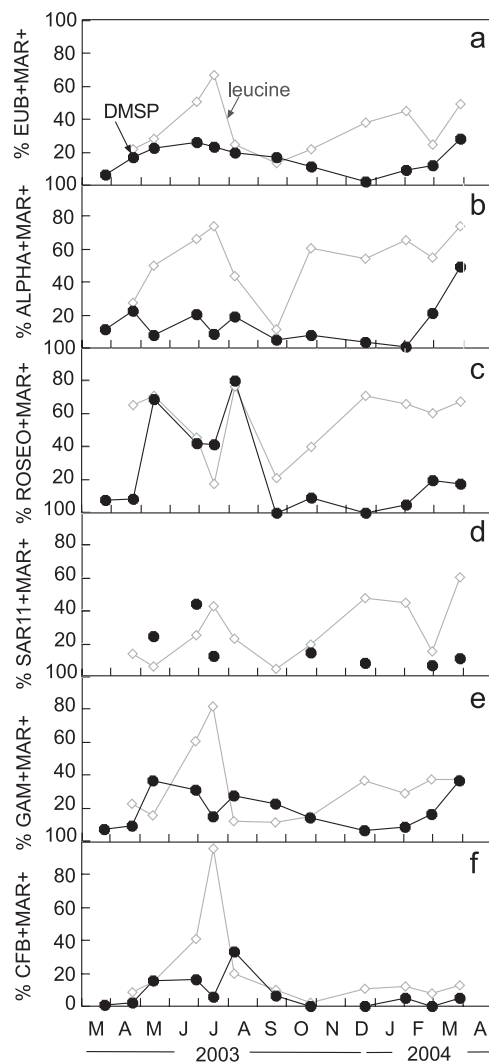 100
80
60
40
20
% EUB+MAR+
a
leucine
DMSP
100
80
60
40
20
% ALPHA+MAR+
b
100
80
60
40
20
% ROSEO+MAR+
c
100
80
60
40
20
% SAR11+MAR+
d
100
80
60
40
20
% GAM+MAR+
e
100
80
60
40
20
0
% CFB+MAR+
f
M A M J J A S O N D J F M A
2003 2004